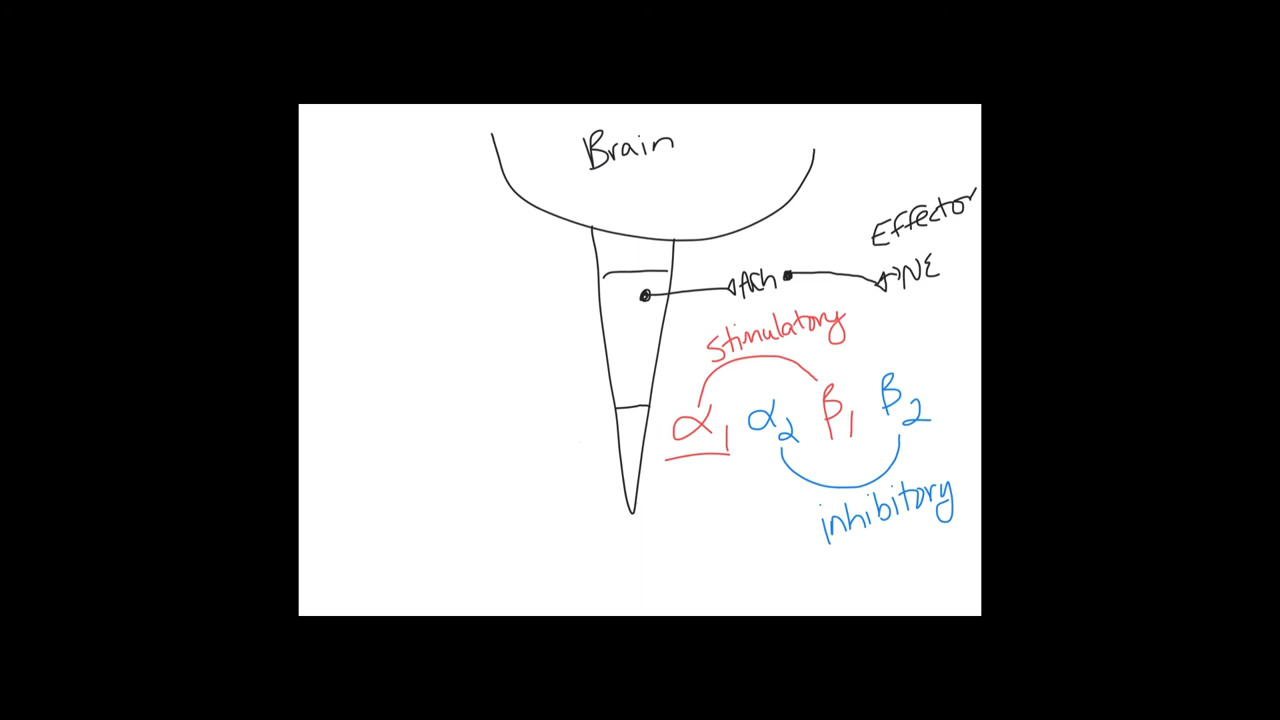 Brain
Effector
ACh NE
stimulatory
α1 α2 β1 β2
inhibitory